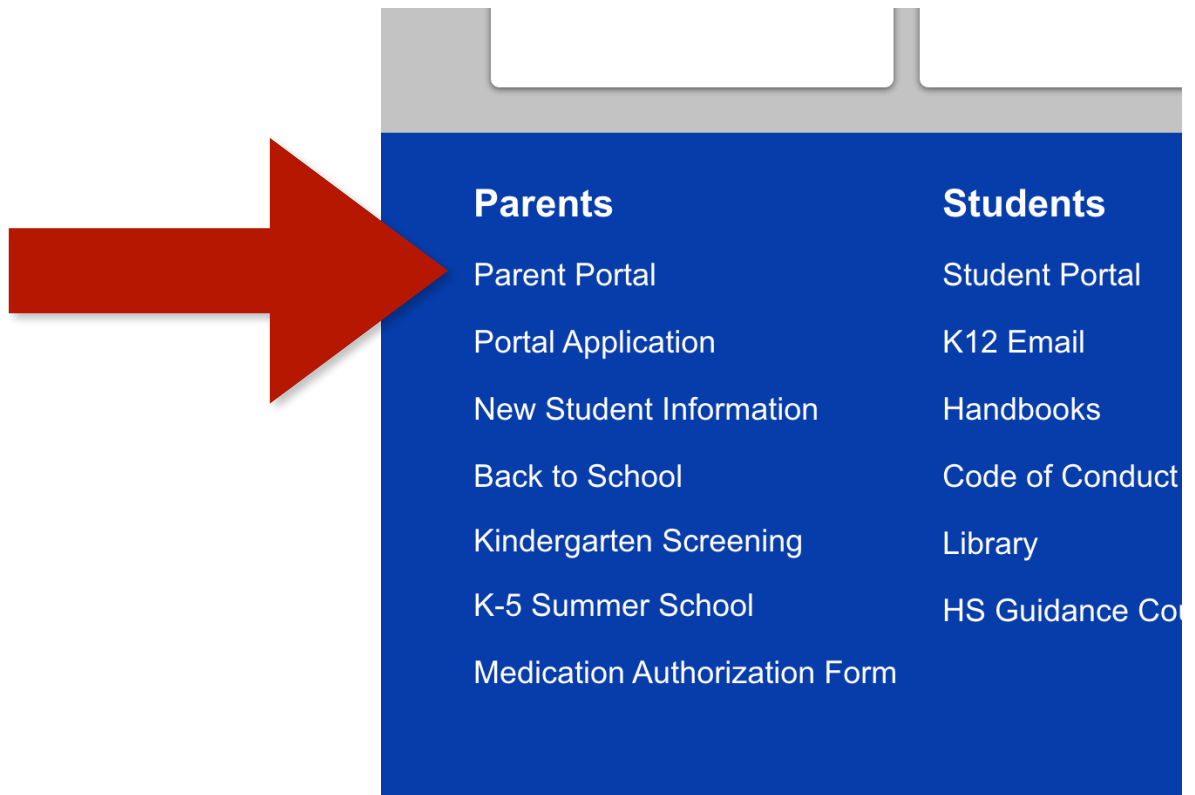 Parents
Parent Portal
Portal Application
New Student Information
Back to School
Kindergarten Screening
K-5 Summer School
Medication Authorization Form
Students
Student Portal
K12 Email
Handbooks
Code of Conduct
Library
HS Guidance